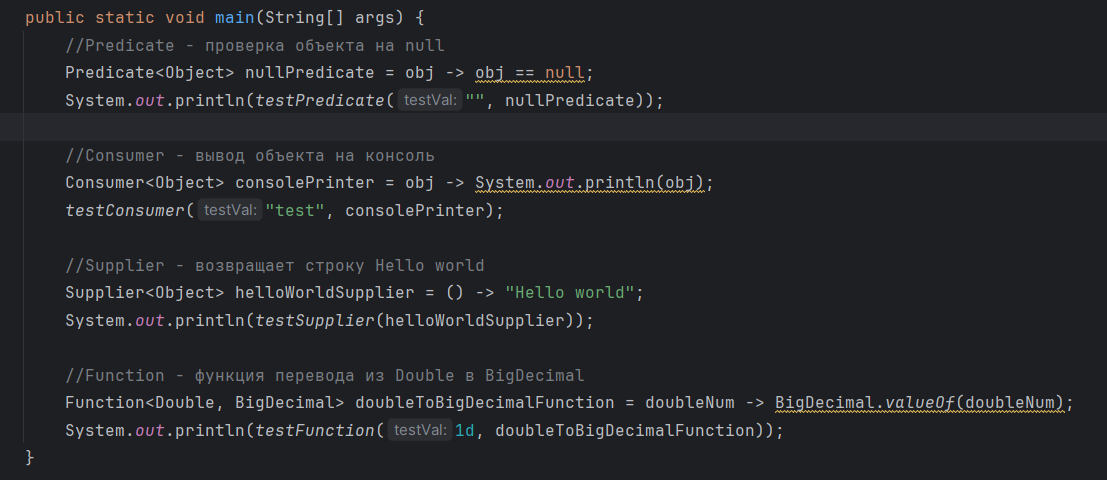 public static void main(String[] args) {
//Predicate - проверка объекта на null
Predicate<Object> nullPredicate = obj -> obj == null;
System.out.println(testPredicate( testVal: "", nullPredicate));
//Consumer - вывод объекта на консоль
Consumer<Object> consolePrinter = obj -> System.out.println(obj);
testConsumer( testVal: "test", consolePrinter);
//Supplier - возвращает строку Hello world
Supplier<Object> helloWorldSupplier = () -> "Hello world";
System.out.println(testSupplier(helloWorldSupplier));
//Function - функция перевода из Double в BigDecimal
Function<Double, BigDecimal> doubleToBigDecimalFunction = doubleNum -> BigDecimal.valueOf(doubleNum);
System.out.println(testFunction( testVal: 1d, doubleToBigDecimalFunction));
}